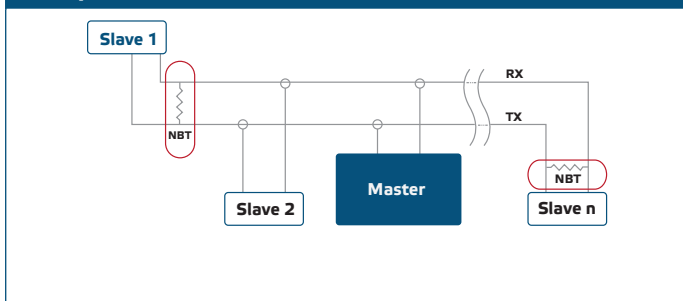 Slave 1
RX
TX
NBT
NBT
Master
Slave 2
Slave n